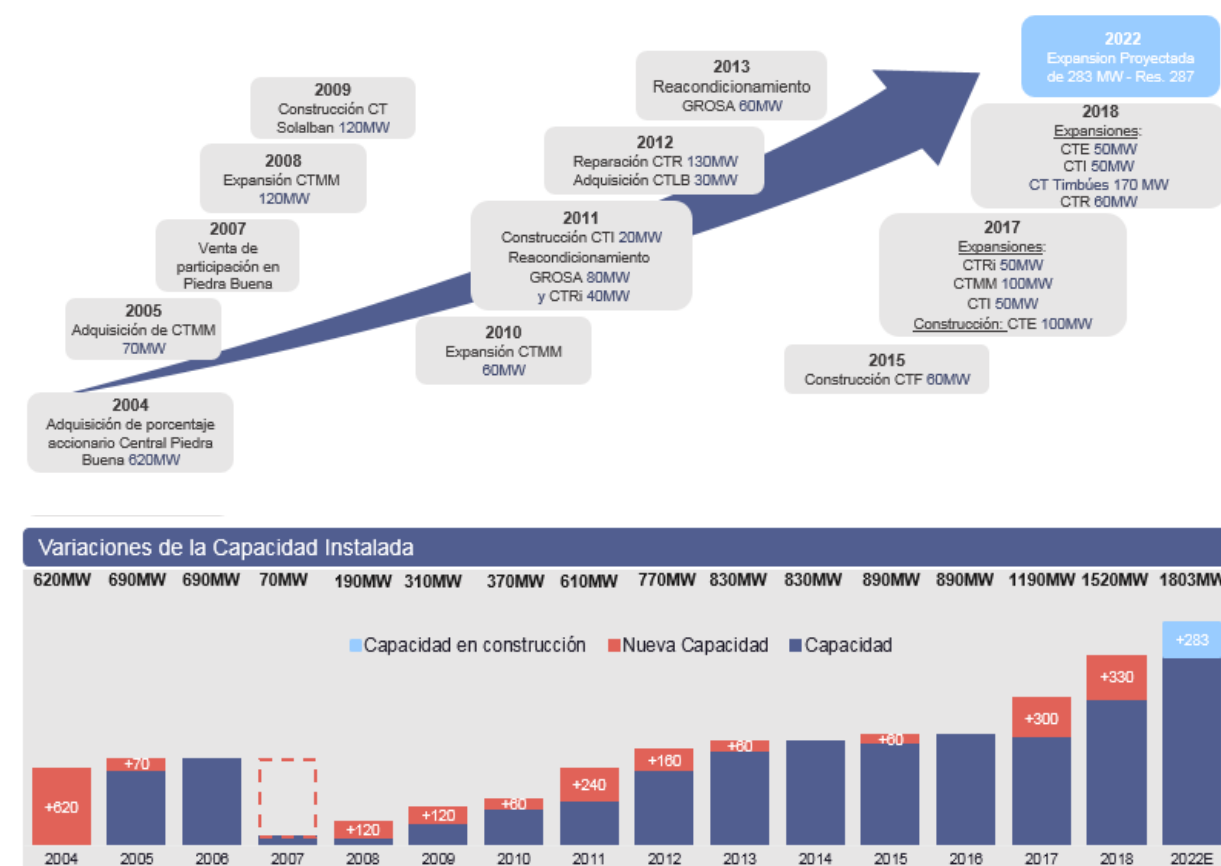 2022
Expansion Proyectada
de 283 MW - Res. 287
2013
Reacondicionamiento
GROSA 60MW
2009
Construcción CT
Solalban 120MW
2018
Expansiones:
CTE 50MW
CTI 50MW
CT Timbúes 170 MW
CTR 60MW
2012
Reparación CTR 130MW
Adquisición CTLB 30MW
2008
Expansión CTMM
120MW
2011
Construcción CTI 20MW
Reacondicionamiento
GROSA 80MW
y CTRi 40MW
2007
Venta de
participación en
Piedra Buena
2017
Expansiones:
CTRi 50MW
CTMM 100MW
CTI 50MW
Construcción: CTE 100MW
2005
Adquisición de CTMM
70MW
2010
Expansión CTMM
60MW
2015
Construcción CTF 60MW
2004
Adquisición de porcentaje
accionario Central Piedra
Buena 620MW
Variaciones de la Capacidad Instalada
620MW 690MW 690MW 70MW 190MW 310MW 370MW 610MW 770MW 830MW 830MW 890MW 890MW 1190MW 1520MW 1803MW
Capacidad en construcción Nueva Capacidad Capacidad
+620 +70 +120 +120 +60 +240 +160 +60 +60 +300 +330 +283
2004 2005 2006 2007 2008 2009 2010 2011 2012 2013 2014 2015 2016 2017 2018 2022E